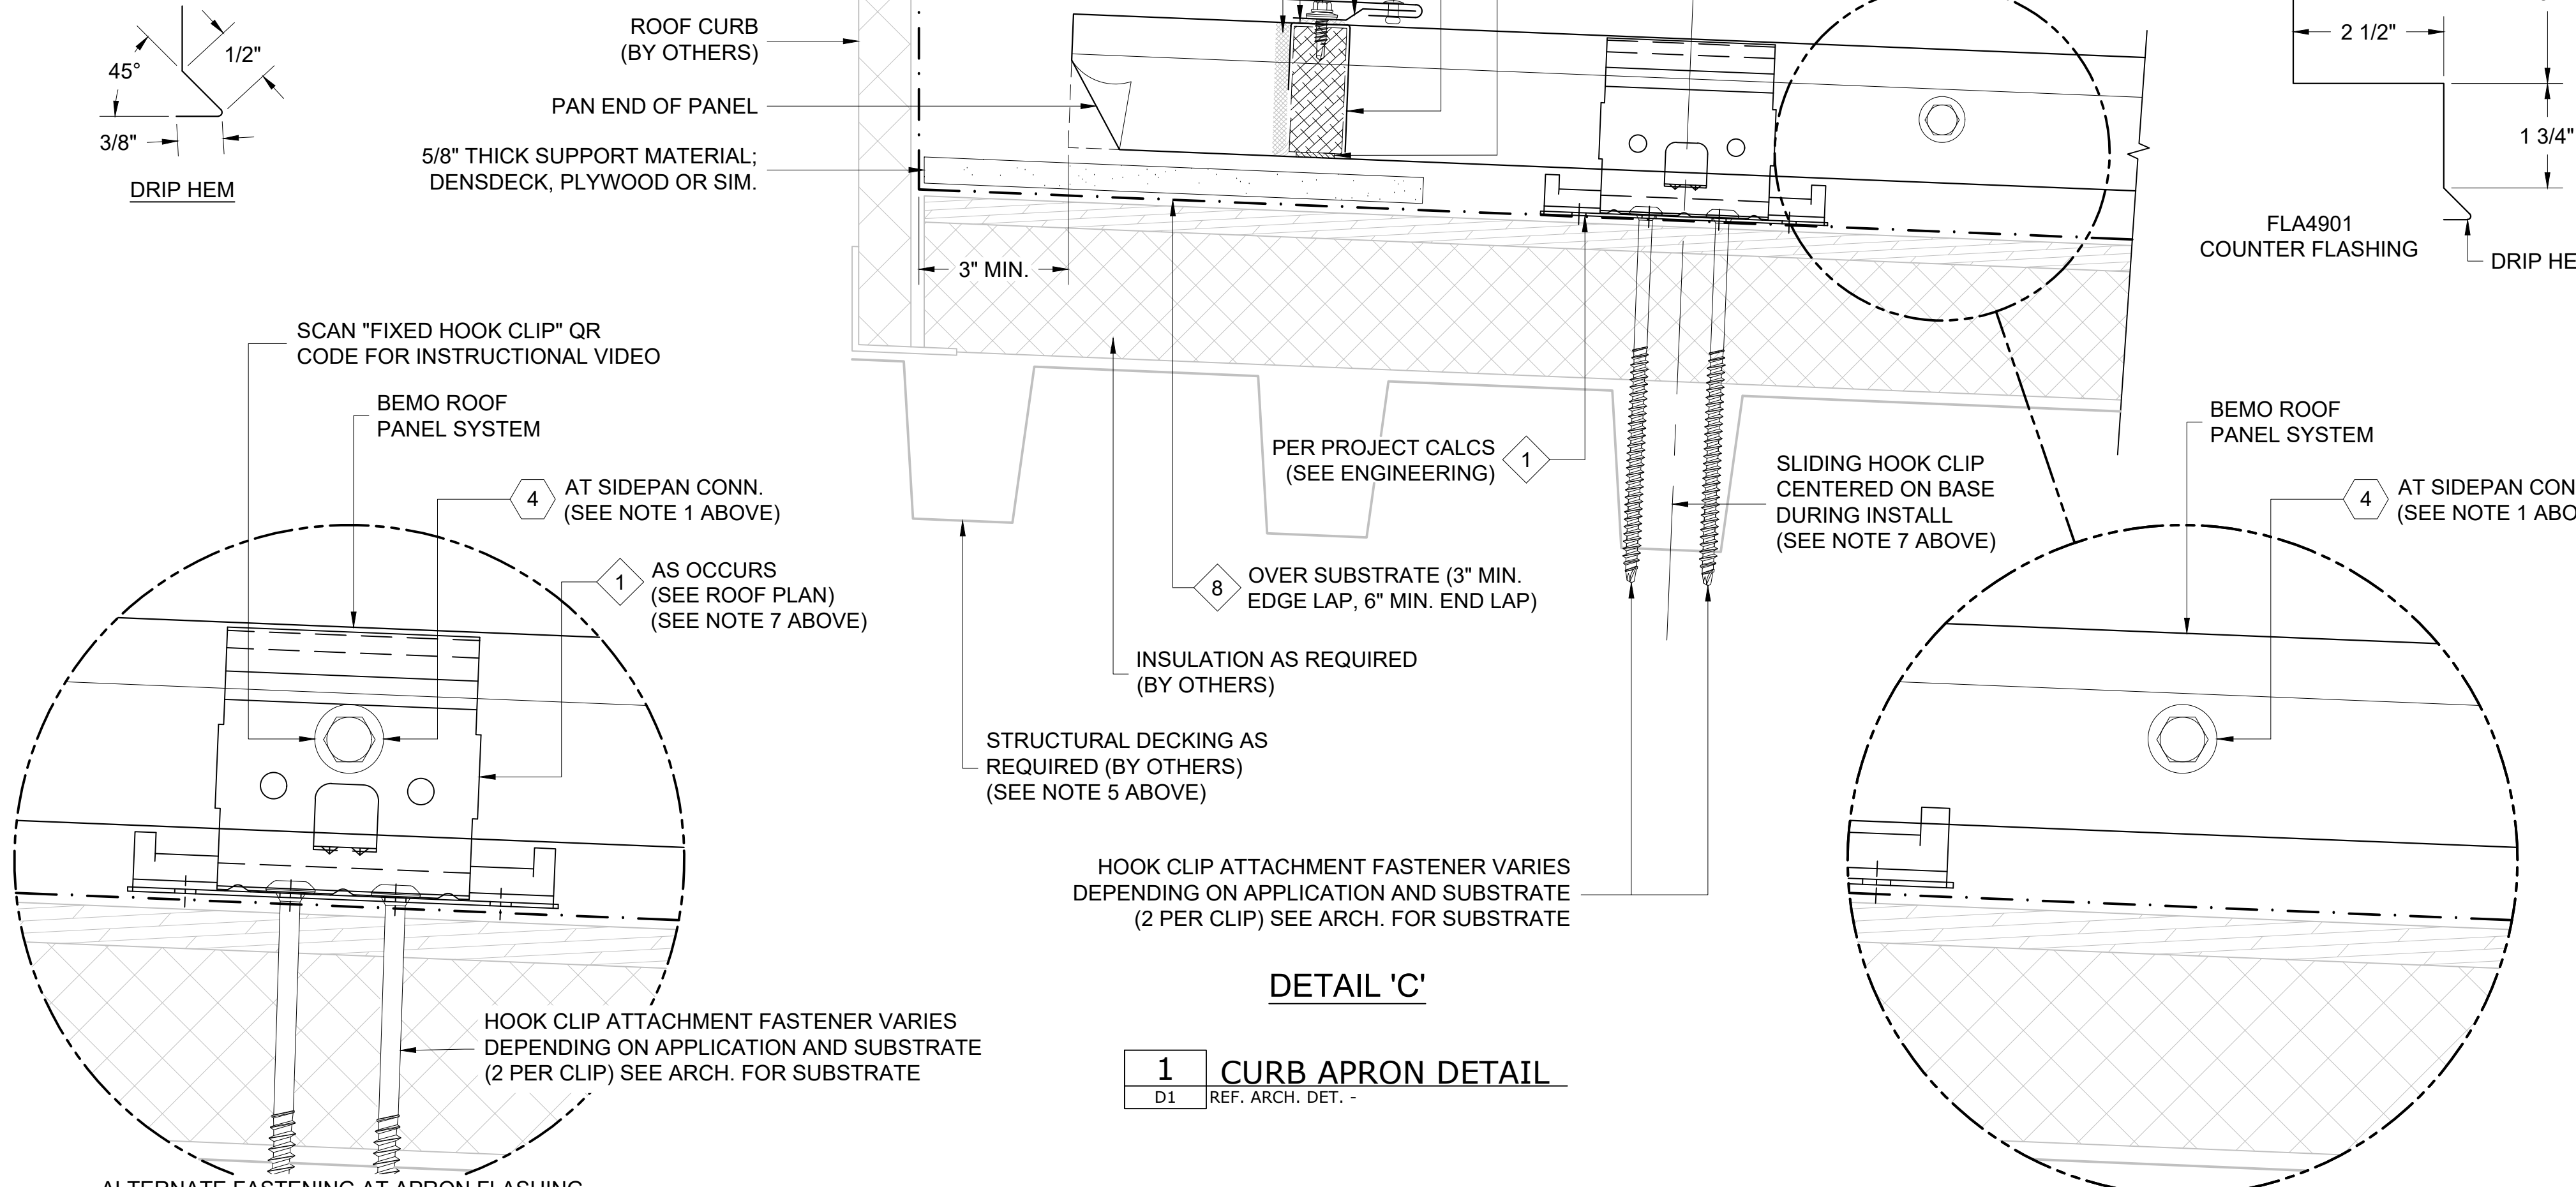 45°
1/2"
3/8"
DRIP HEM
ROOF CURB
(BY OTHERS)
PAN END OF PANEL
5/8" THICK SUPPORT MATERIAL;
DENSDECK, PLYWOOD OR SIM.
3" MIN.
2 1/2"
1 3/4"
FLA4901
COUNTER FLASHING
DRIP HE
SCAN "FIXED HOOK CLIP" QR
CODE FOR INSTRUCTIONAL VIDEO
BEMO ROOF
PANEL SYSTEM
4
AT SIDEPAN CONN.
(SEE NOTE 1 ABOVE)
1
AS OCCURS
(SEE ROOF PLAN)
(SEE NOTE 7 ABOVE)
PER PROJECT CALCS
(SEE ENGINEERING)
1
SLIDING HOOK CLIP
CENTERED ON BASE
DURING INSTALL
(SEE NOTE 7 ABOVE)
8
OVER SUBSTRATE (3" MIN.
EDGE LAP, 6" MIN. END LAP)
INSULATION AS REQUIRED
(BY OTHERS)
STRUCTURAL DECKING AS
REQUIRED (BY OTHERS)
(SEE NOTE 5 ABOVE)
HOOK CLIP ATTACHMENT FASTENER VARIES
DEPENDING ON APPLICATION AND SUBSTRATE
(2 PER CLIP) SEE ARCH. FOR SUBSTRATE
BEMO ROOF
PANEL SYSTEM
4
AT SIDEPAN CON
(SEE NOTE 1 ABO
HOOK CLIP ATTACHMENT FASTENER VARIES
DEPENDING ON APPLICATION AND SUBSTRATE
(2 PER CLIP) SEE ARCH. FOR SUBSTRATE
DETAIL 'C'
1
CURB APRON DETAIL
D1
REF. ARCH. DET. -
ALTERNATE FASTENING AT APRON FLASHING